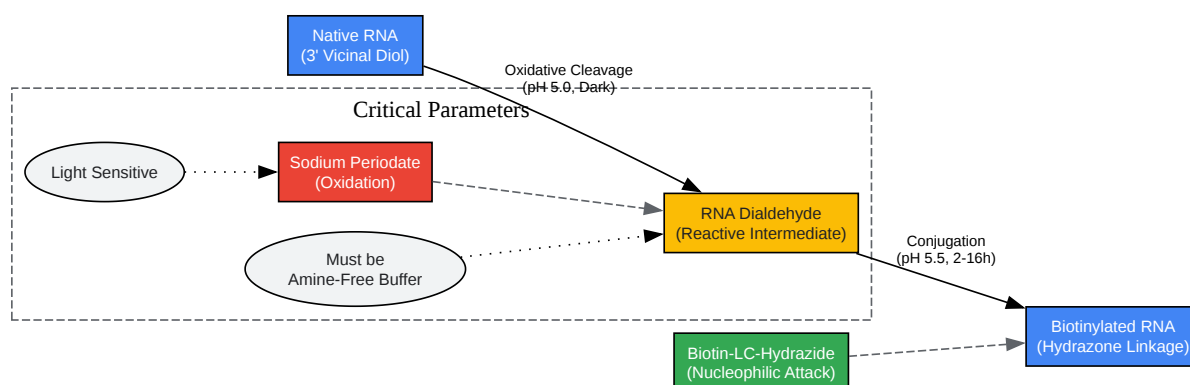 Native RNA
(3' Vicinal Diol)
Oxidative Cleavage
(pH 5.0, Dark)
Critical Parameters
Light Sensitive
Sodium Periodate
(Oxidation)
RNA Dialdehyde
(Reactive Intermediate)
Must be
Amine-Free Buffer
Conjugation
(pH 5.5, 2-16h)
Biotinylated RNA
(Hydrazone Linkage)
Biotin-LC-Hydrazide
(Nucleophilic Attack)